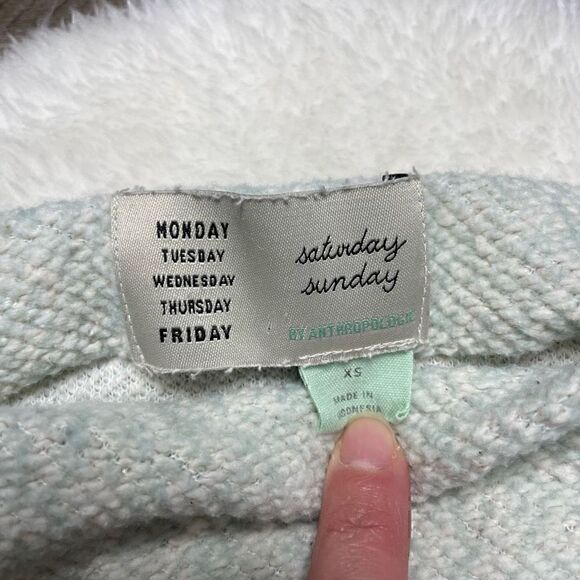 MONDAY
TUESDAY
WEDNESDAY
THURSDAY
FRIDAY
saturday
sunday
BY ANTHROPOLOGIE
XS
MADE IN
INDONESIA